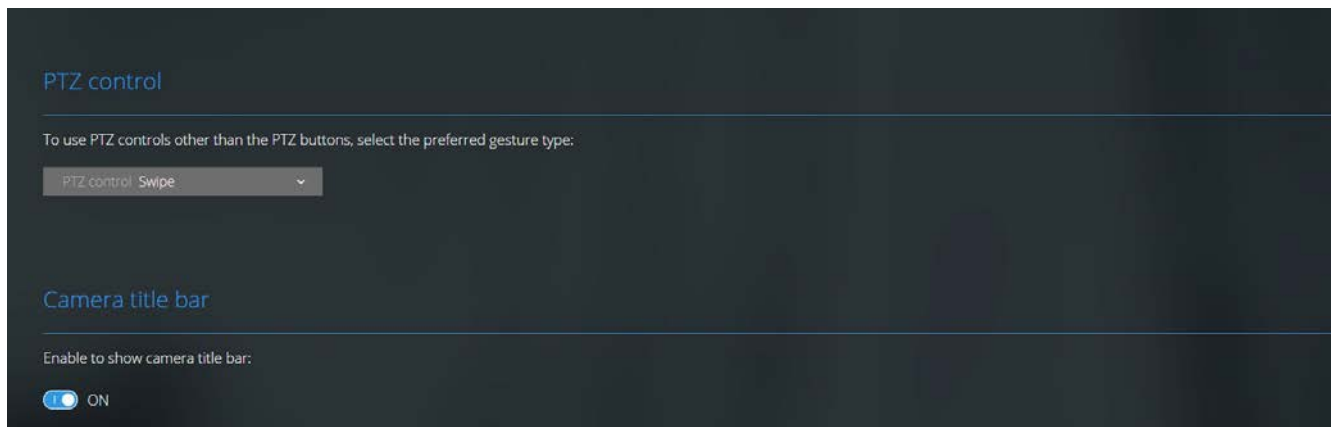 PTZ control
To use PTZ controls other than the PTZ buttons, select the preferred gesture type:
PTZ control Swipe
Camera title bar
Enable to show camera title bar:
ON